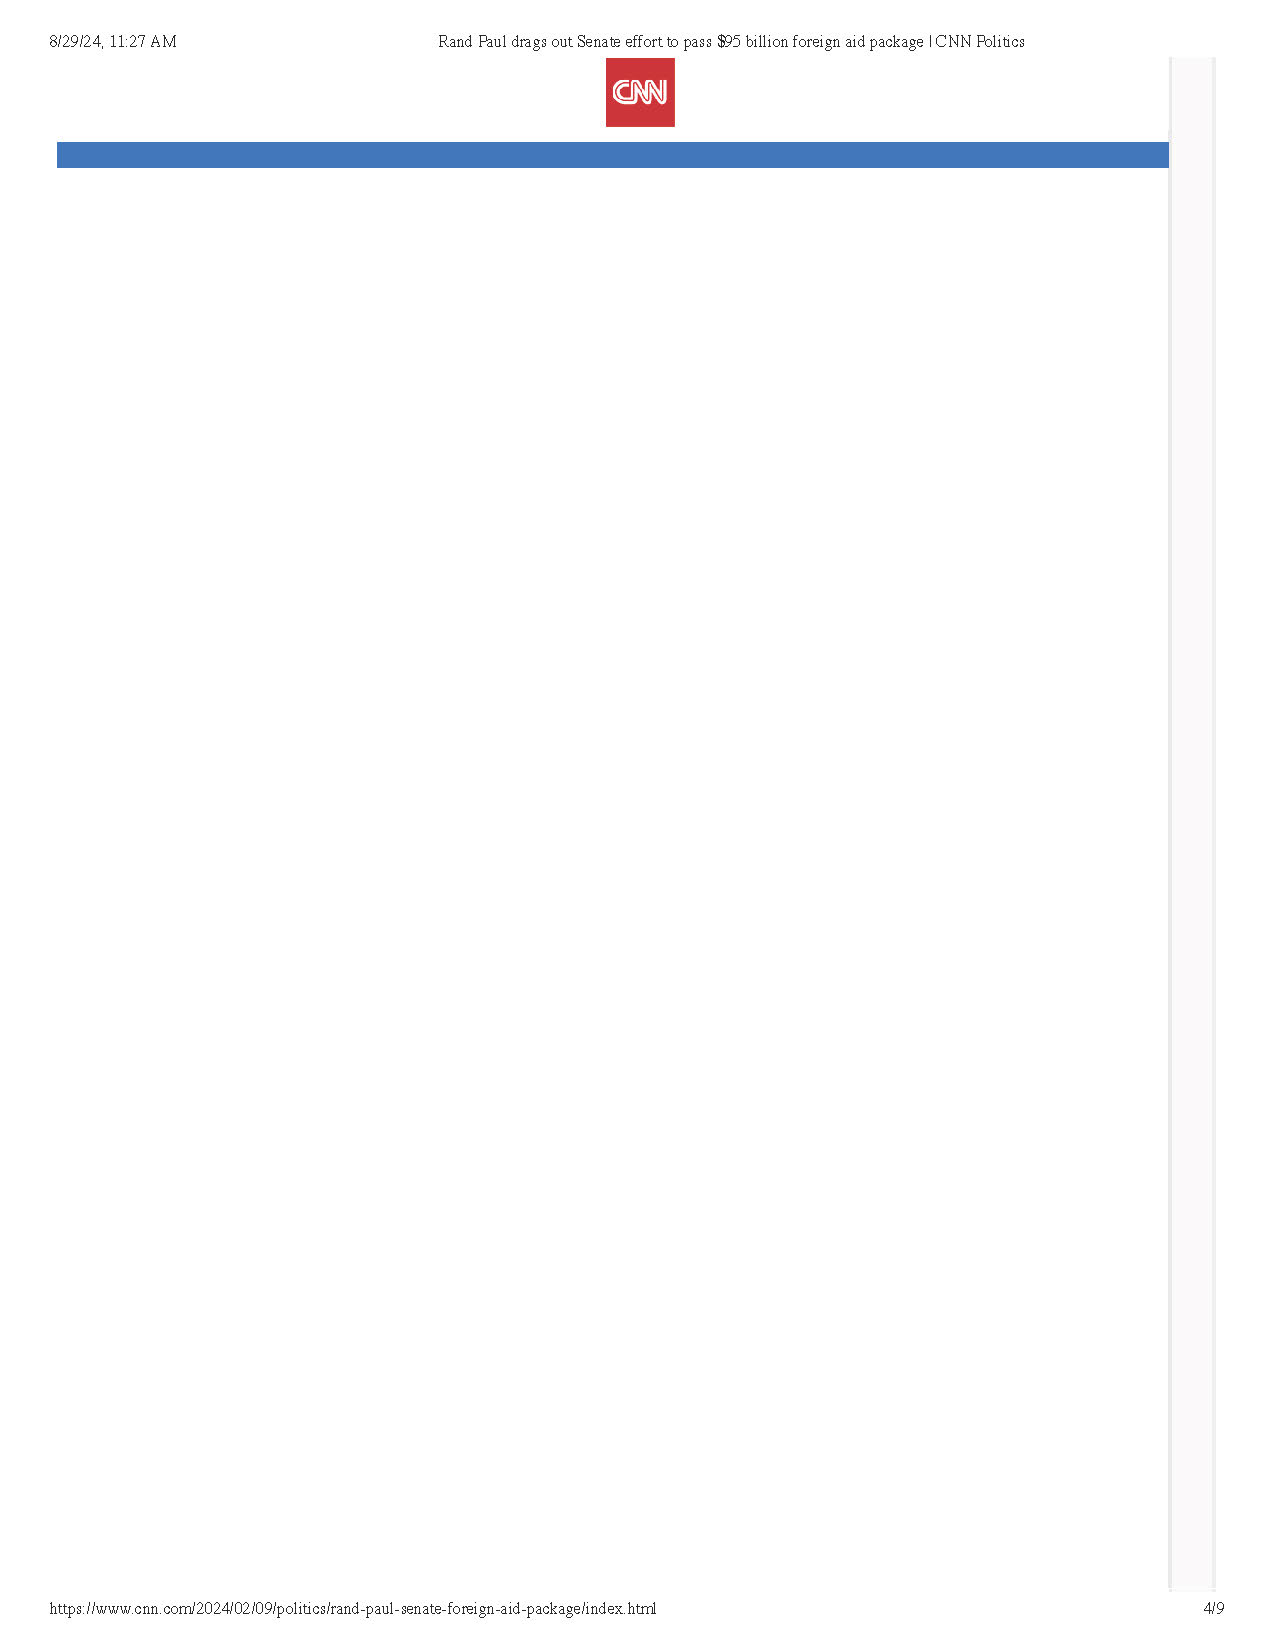 8/29/24, 11:27 AM
Rand Paul drags out Senate effort to pass $95 billion foreign aid package | CNN Politics
CNN
https://www.cnn.com/2024/02/09/politics/rand-paul-senate-foreign-aid-package/index.html
4/9